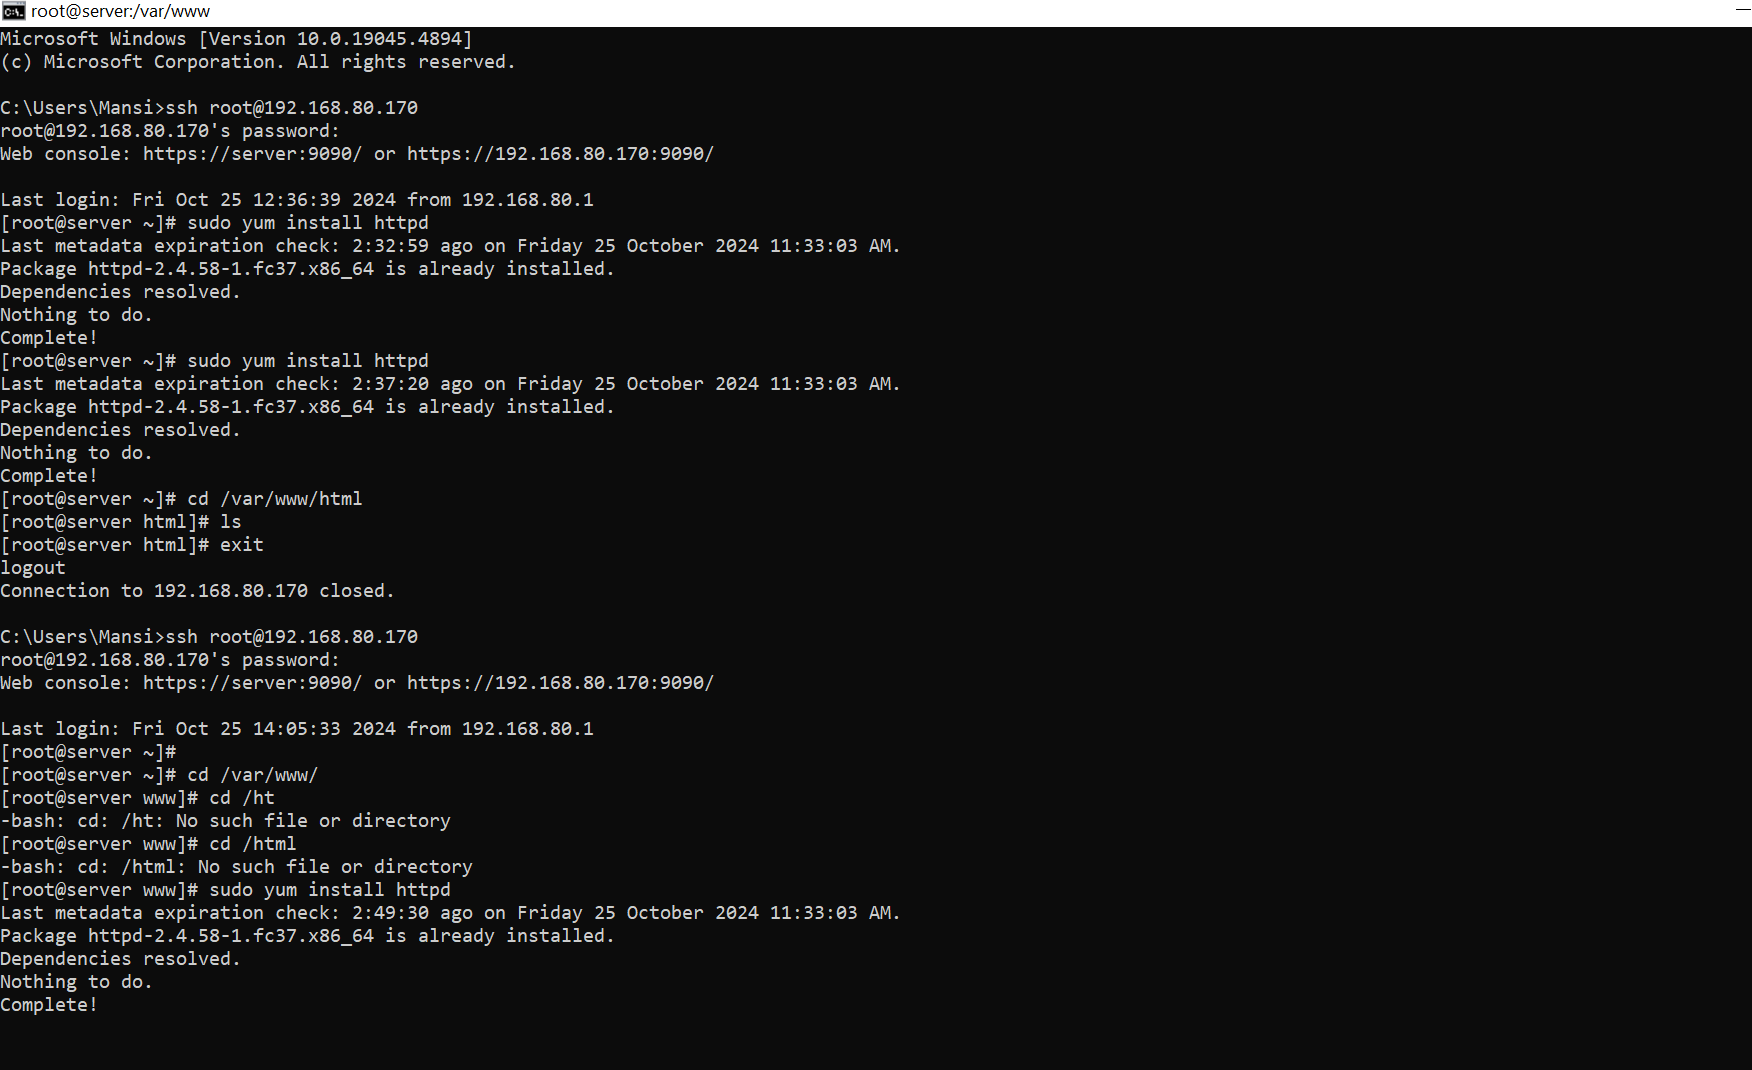 root@server:/var/www
Microsoft Windows [Version 10.0.19045.4894]
(c) Microsoft Corporation. All rights reserved.
C:\Users\Mansi>ssh root@192.168.80.170
root@192.168.80.170's password:
Web console: https://server:9090/ or https://192.168.80.170:9090/
Last login: Fri Oct 25 12:36:39 2024 from 192.168.80.1
[root@server ~]# sudo yum install httpd
Last metadata expiration check: 2:32:59 ago on Friday 25 October 2024 11:33:03 AM.
Package httpd-2.4.58-1.fc37.x86_64 is already installed.
Dependencies resolved.
Nothing to do.
Complete!
[root@server ~]# sudo yum install httpd
Last metadata expiration check: 2:37:20 ago on Friday 25 October 2024 11:33:03 AM.
Package httpd-2.4.58-1.fc37.x86_64 is already installed.
Dependencies resolved.
Nothing to do.
Complete!
[root@server ~]# cd /var/www/html
[root@server html]# ls
[root@server html]# exit
logout
Connection to 192.168.80.170 closed.
C:\Users\Mansi>ssh root@192.168.80.170
root@192.168.80.170's password:
Web console: https://server:9090/ or https://192.168.80.170:9090/
Last login: Fri Oct 25 14:05:33 2024 from 192.168.80.1
[root@server ~]#
[root@server ~]# cd /var/www/
[root@server www]# cd /ht
-bash: cd: /ht: No such file or directory
[root@server www]# cd /html
-bash: cd: /html: No such file or directory
[root@server www]# sudo yum install httpd
Last metadata expiration check: 2:49:30 ago on Friday 25 October 2024 11:33:03 AM.
Package httpd-2.4.58-1.fc37.x86_64 is already installed.
Dependencies resolved.
Nothing to do.
Complete!